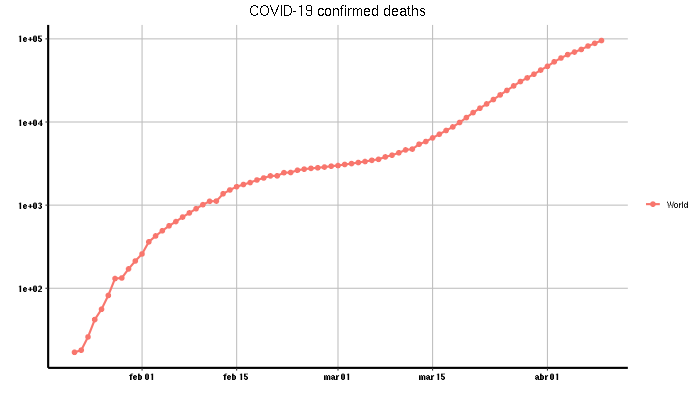 COVID-19 confirmed deaths
1e+05
1e+04
1e+03
1e+02
feb 01
feb 15
mar 01
mar 15
abr 01
World